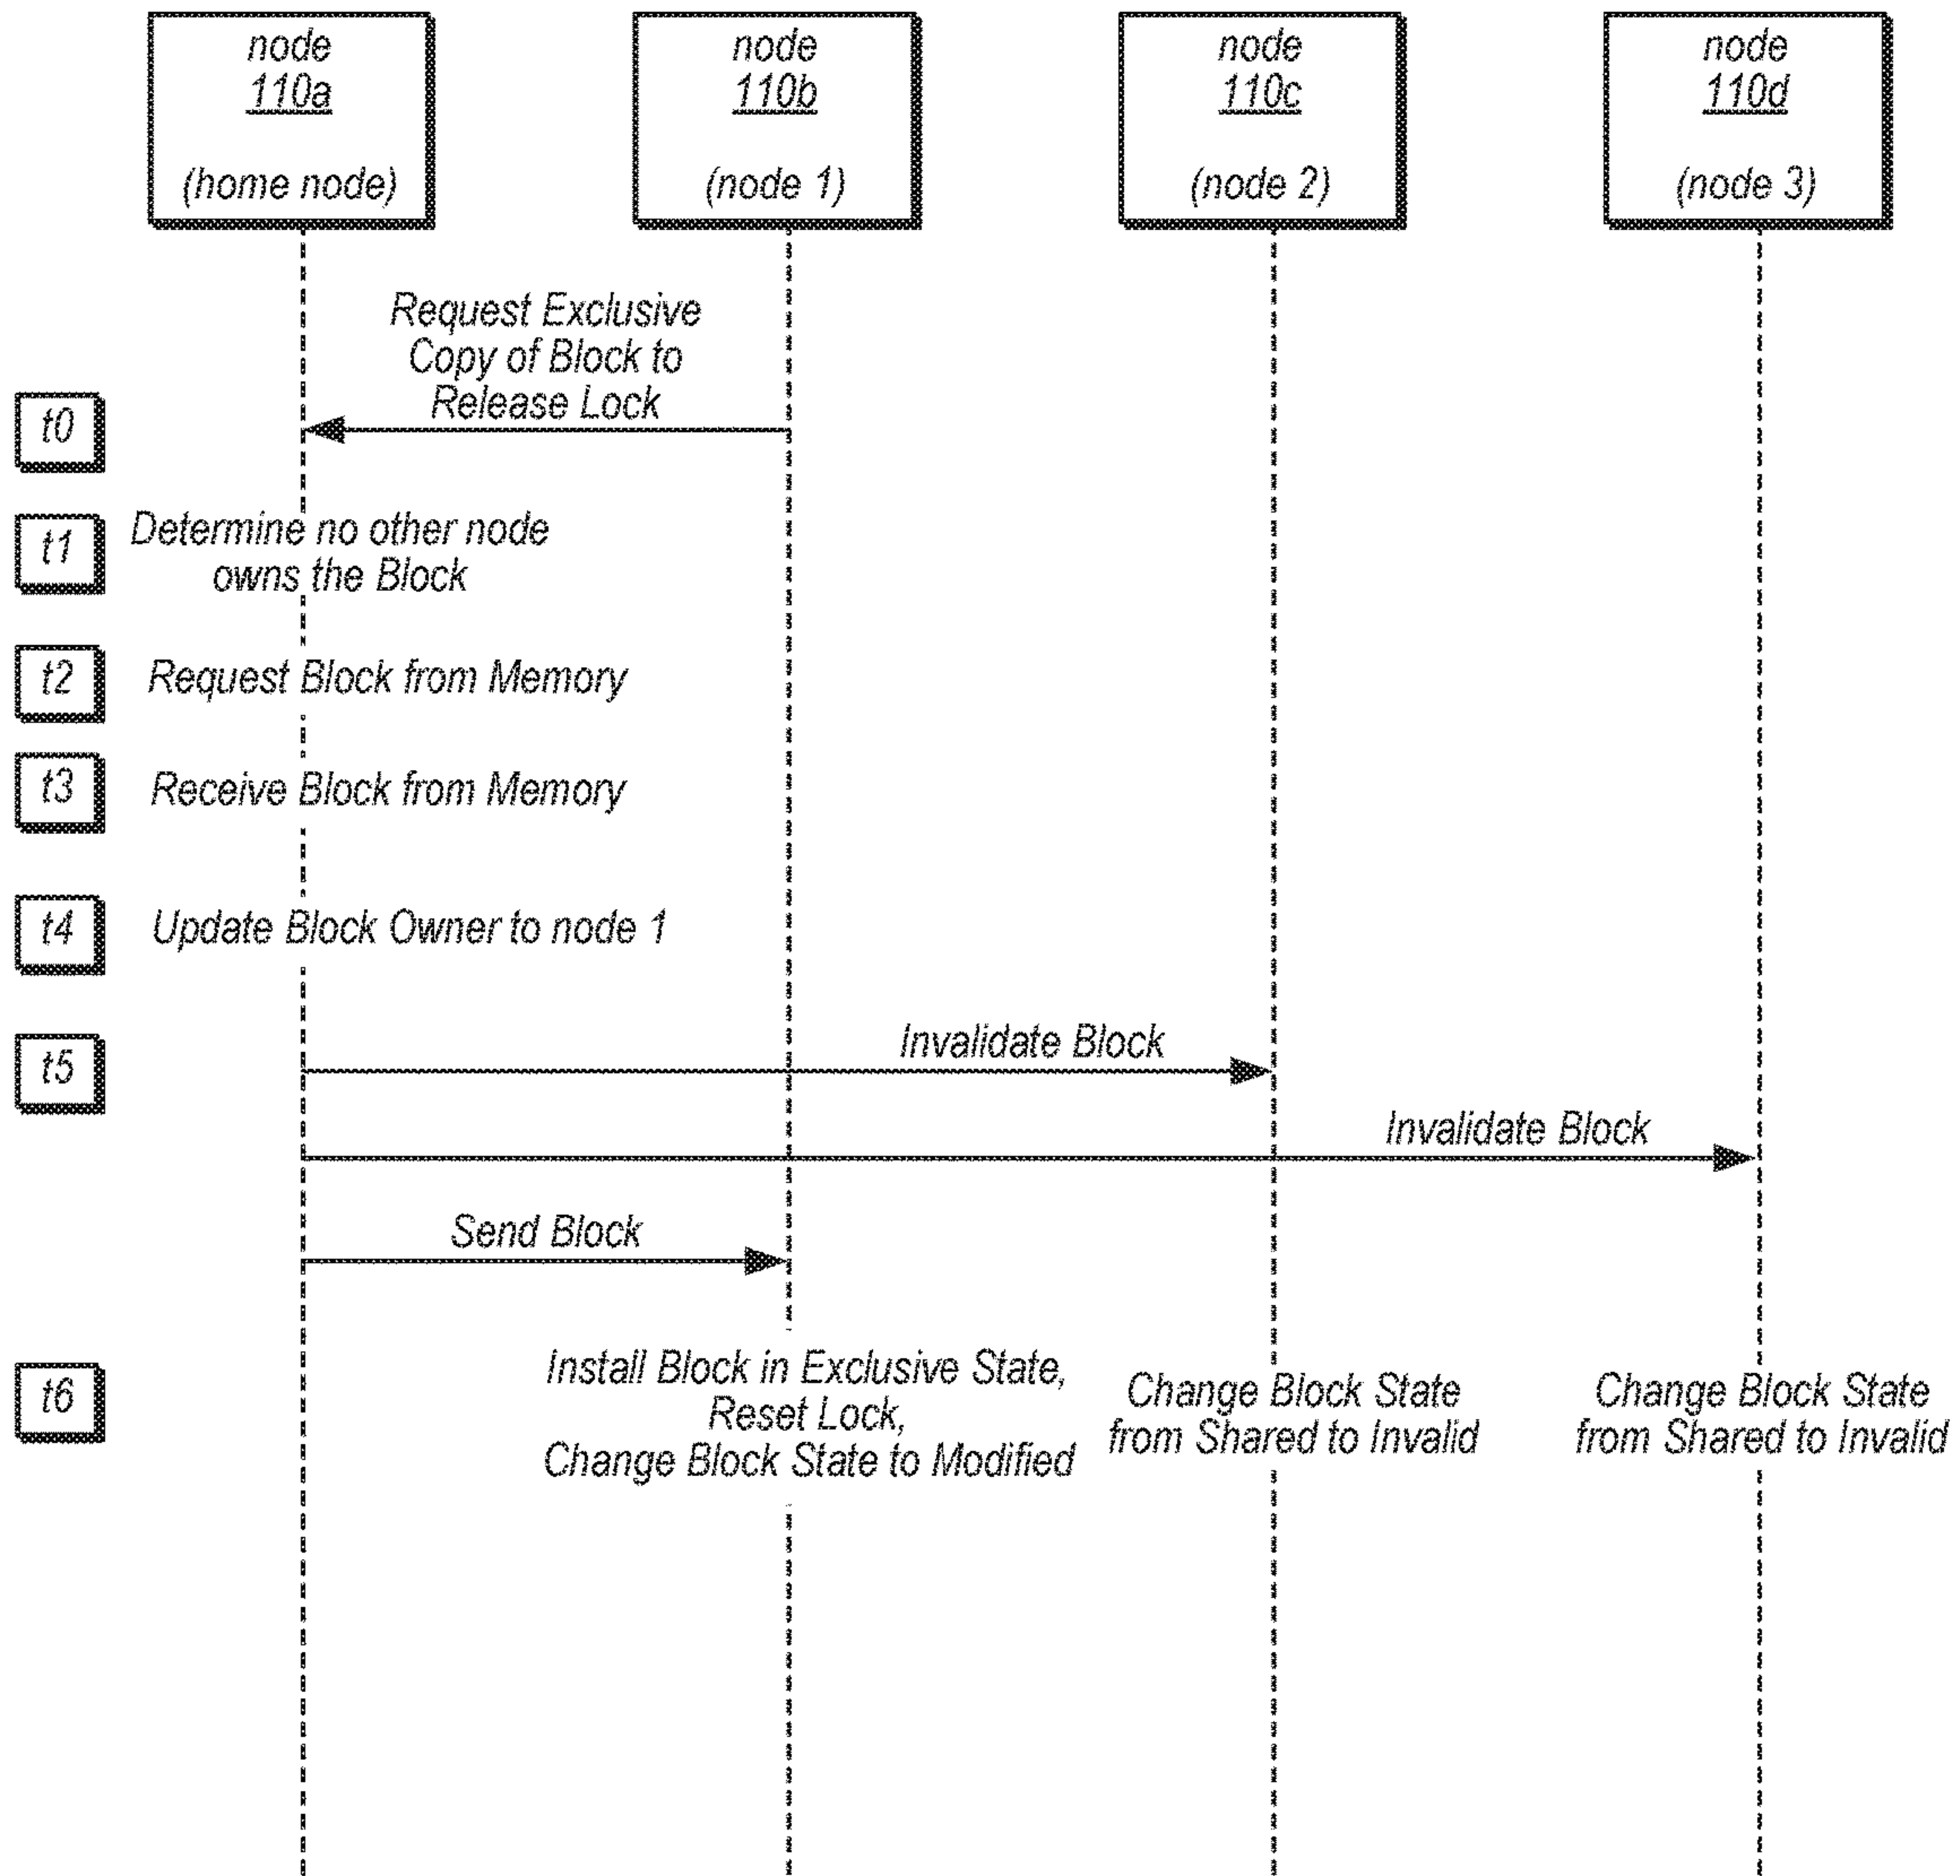 node
110a
(home node)
node
110b
(node 1)
node
110c
(node 2)
node
110d
(node 3)
Request Exclusive
Copy of Block to
Release Lock
t0
t1
Determine no other node
owns the Block
t2
Request Block from Memory
t3
Receive Block from Memory
t4
Update Block Owner to node 1
t5
Invalidate Block
Invalidate Block
Send Block
t6
Install Block in Exclusive State,
Reset Lock,
Change Block State to Modified
Change Block State
from Shared to Invalid
Change Block State
from Shared to Invalid